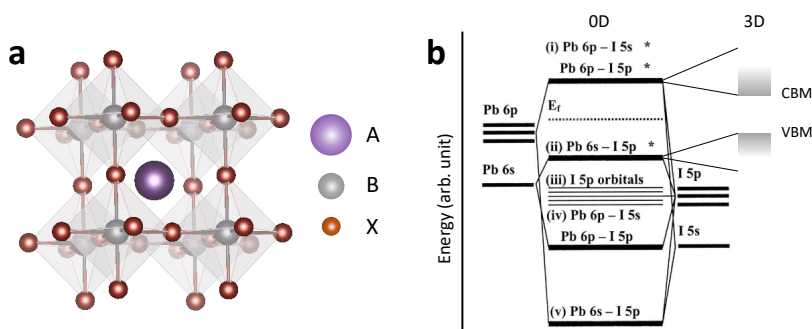 a
A
B
X
b
0D
3D
Energy (arb. unit)
(i) Pb 6p – I 5s *
Pb 6p – I 5p *
CBM
Pb 6p
E_f
VBM
(ii) Pb 6s – I 5p *
Pb 6s
(iii) I 5p orbitals
I 5p
(iv) Pb 6p – I 5s
Pb 6p – I 5p
I 5s
(v) Pb 6s – I 5p